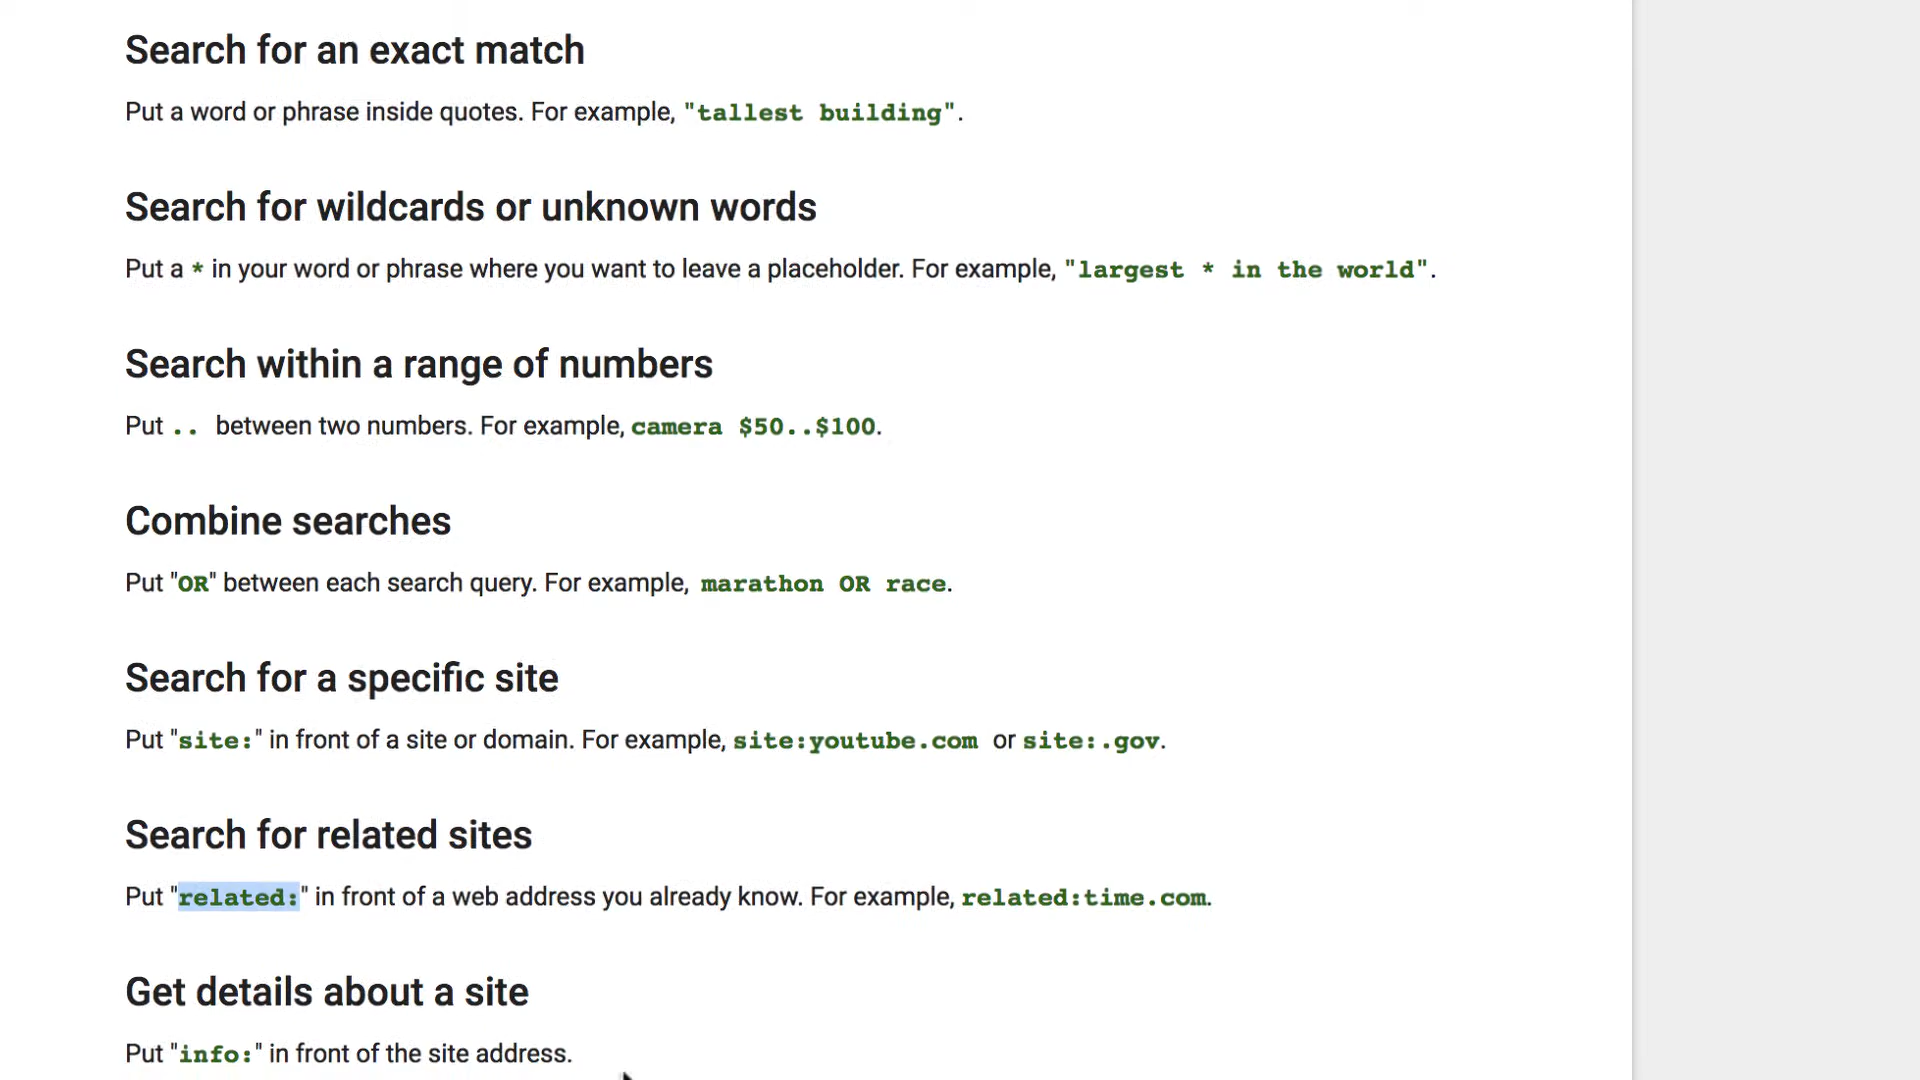 Search for an exact match
Put a word or phrase inside quotes. For example, "tallest building".
Search for wildcards or unknown words
Put a * in your word or phrase where you want to leave a placeholder. For example, "largest * in the world".
Search within a range of numbers
Put .. between two numbers. For example, camera $50..$100.
Combine searches
Put "OR" between each search query. For example, marathon OR race.
Search for a specific site
Put "site:" in front of a site or domain. For example, site:youtube.com or site:.gov.
Search for related sites
Put "related:" in front of a web address you already know. For example, related:time.com.
Get details about a site
Put "info:" in front of the site address.